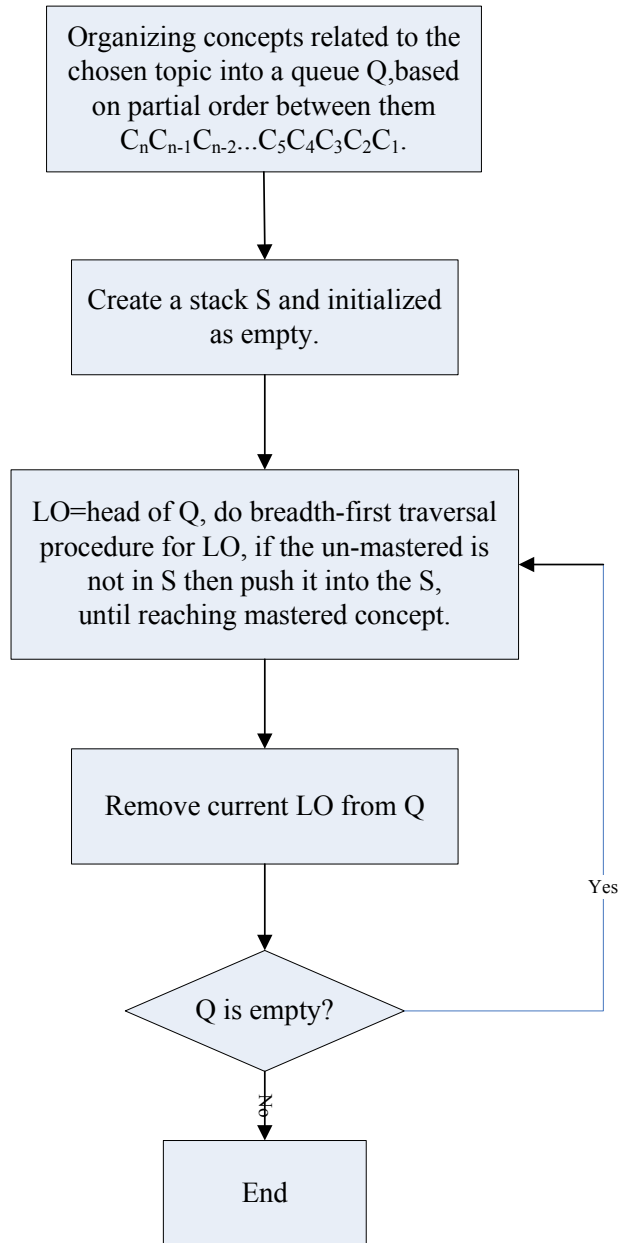 Organizing concepts related to the
chosen topic into a queue Q,based
on partial order between them
CₙCₙ₋₁Cₙ₋₂...C₅C₄C₃C₂C₁.
Create a stack S and initialized
as empty.
LO=head of Q, do breadth-first traversal
procedure for LO, if the un-mastered is
not in S then push it into the S,
until reaching mastered concept.
Remove current LO from Q
Yes
Q is empty?
No
End